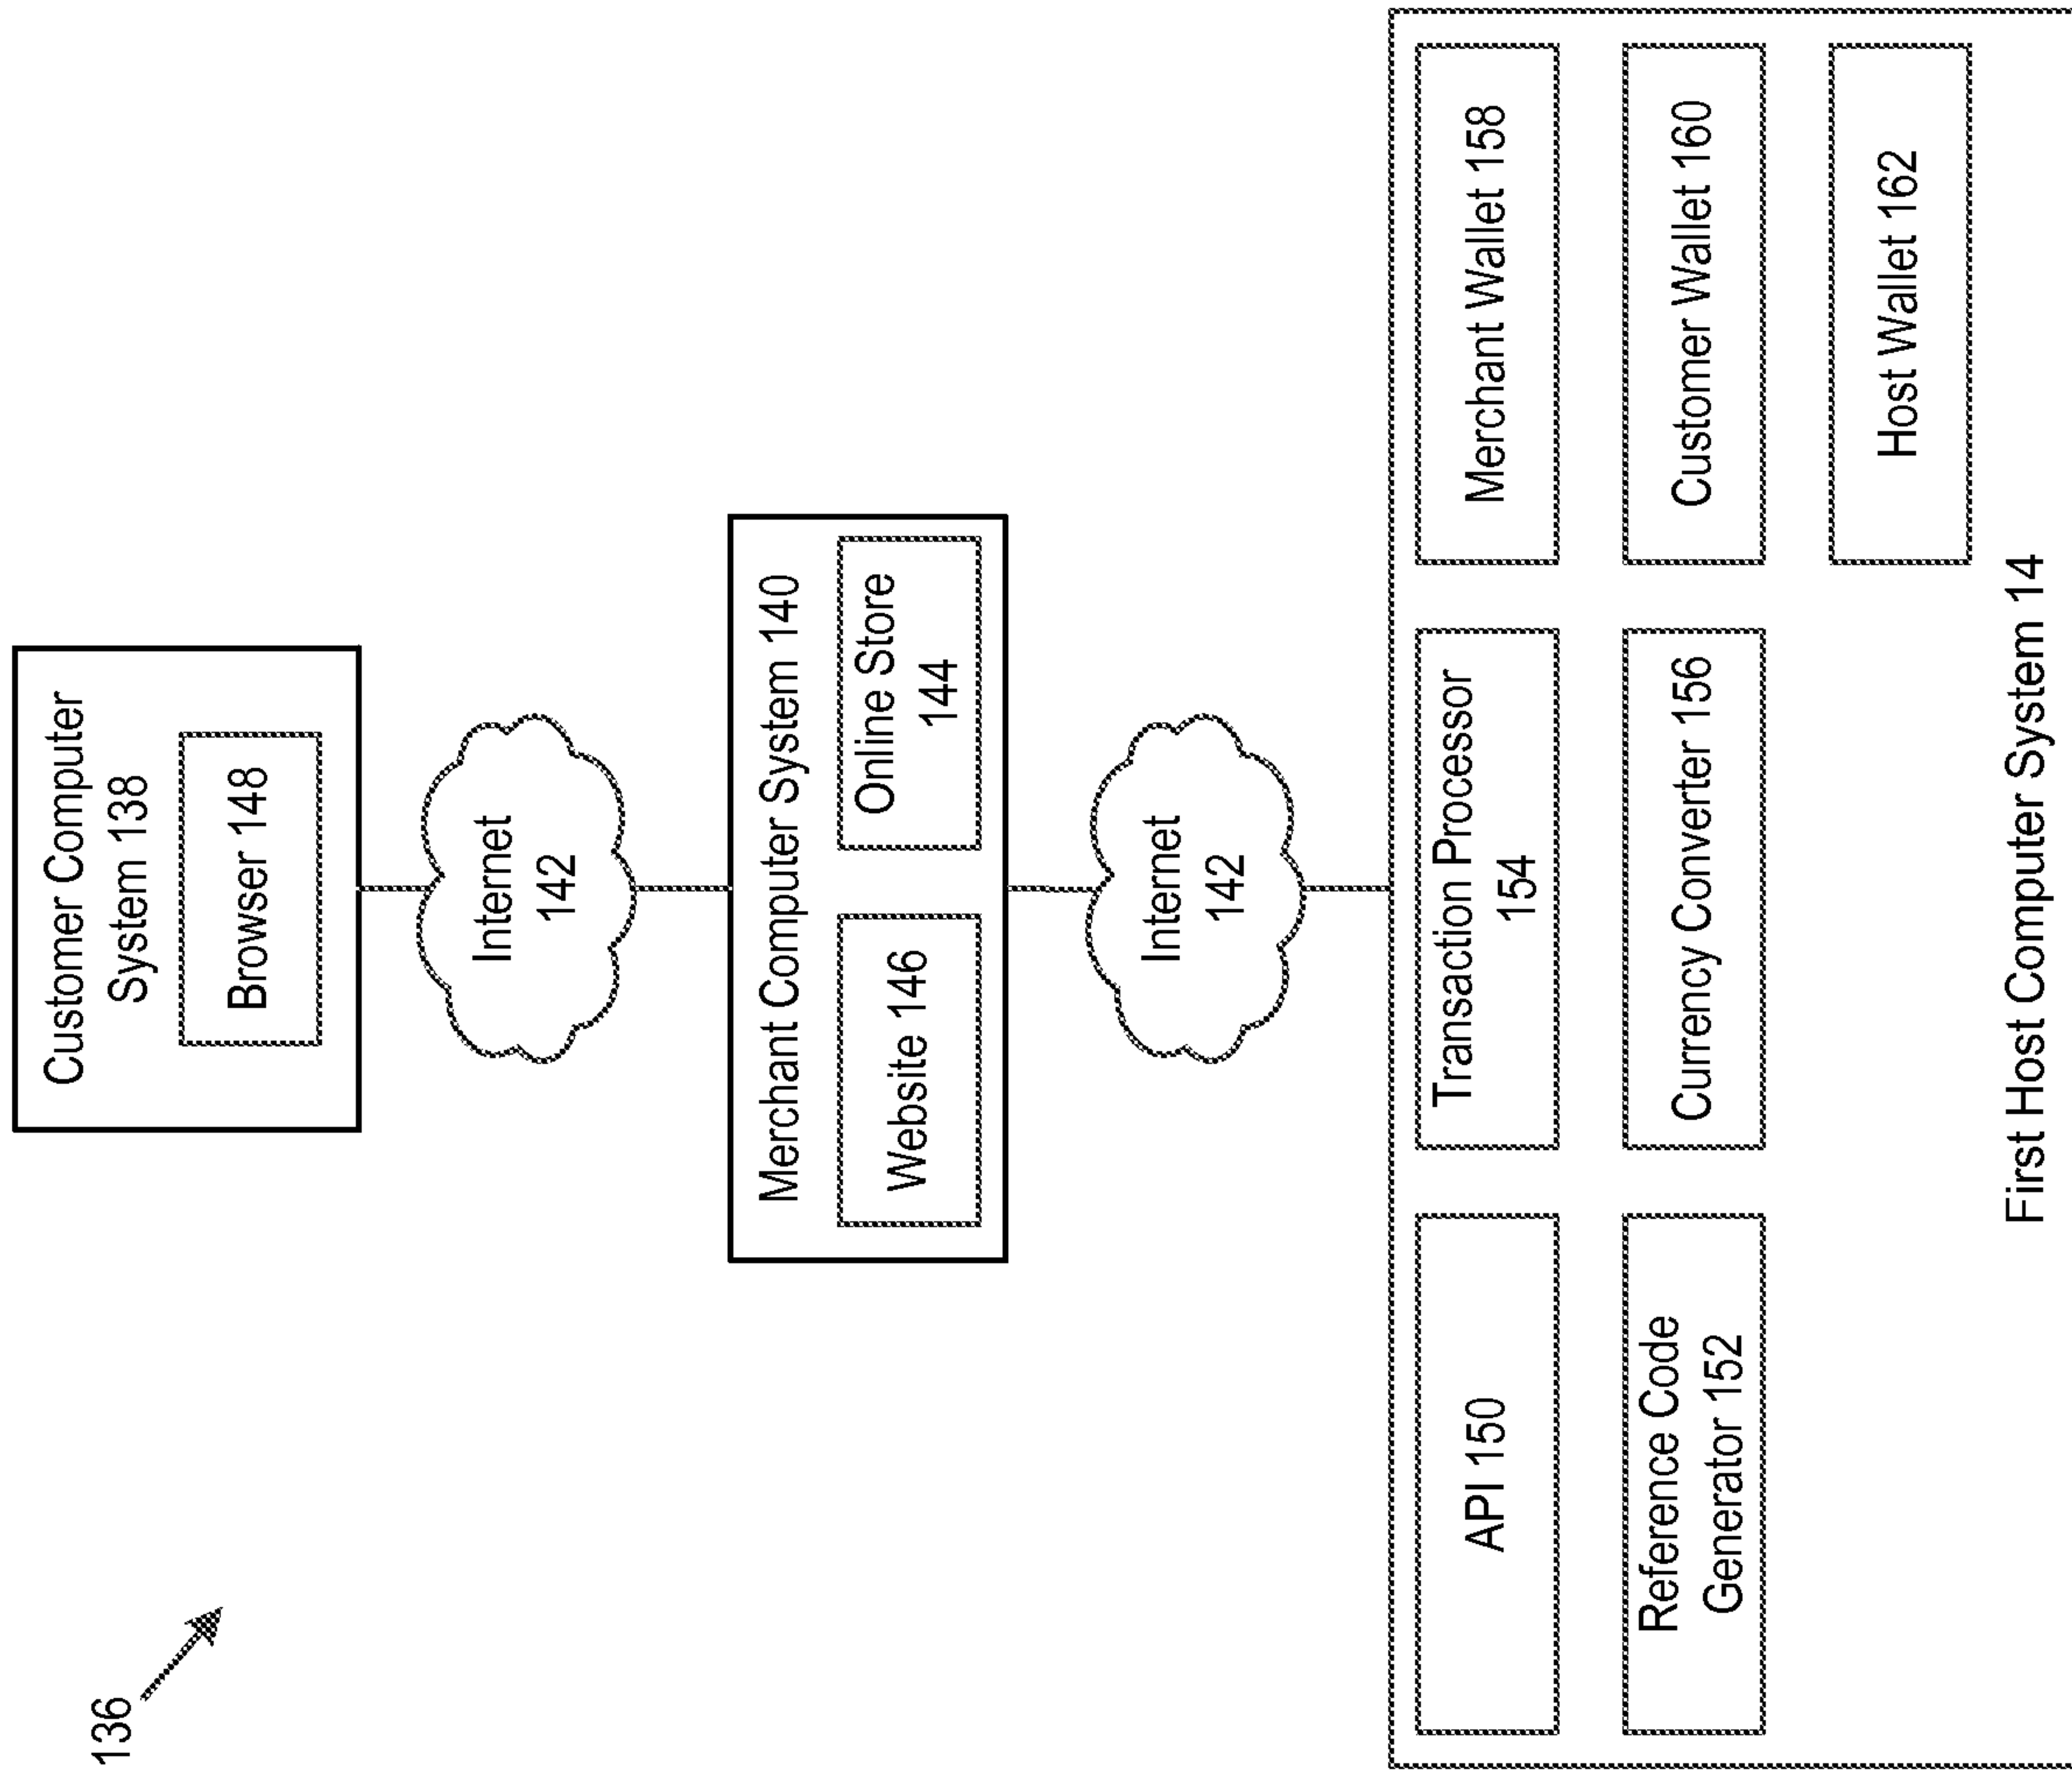 136
Customer Computer
System 138
Browser 148
Internet
142
Merchant Computer System 140
Website 146
Online Store
144
Internet
142
API 150
Transaction Processor
154
Merchant Wallet 158
Reference Code
Generator 152
Currency Converter 156
Customer Wallet 160
Host Wallet 162
First Host Computer System 14